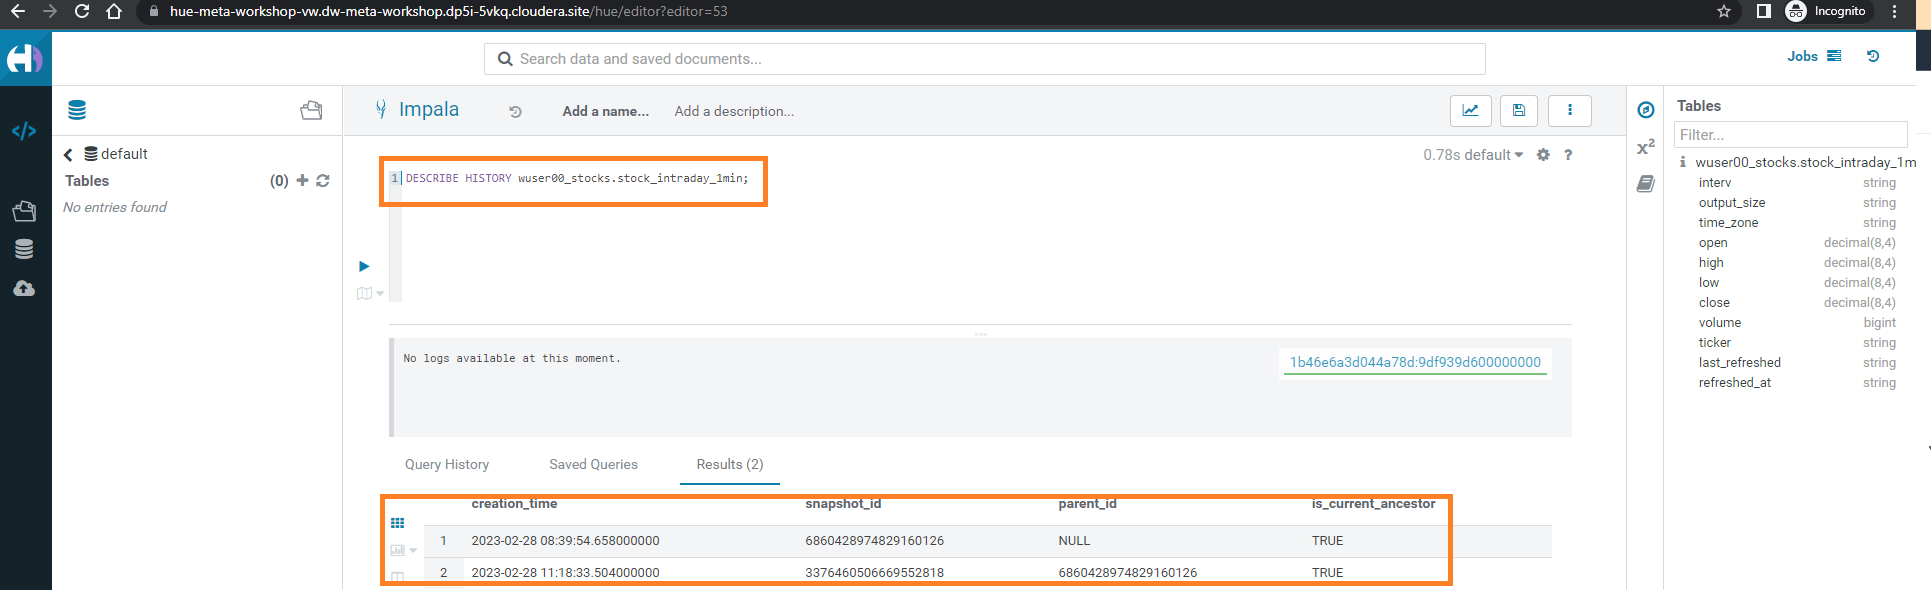 hue-meta-workshop-vw.dw-meta-workshop.dp5i-5vkq.cloudera.site/hue/editor?editor=53
Incognito
Search data and saved documents...
Jobs
Impala
Add a name...
Add a description...
default
Tables
(0)
No entries found
0.78s default
?
1 DESCRIBE HISTORY wuser00_stocks.stock_intraday_1min;
No logs available at this moment.
1b46e6a3d044a78d:9df939d600000000
Query History
Saved Queries
Results (2)
creation_time snapshot_id parent_id is_current_ancestor
1 2023-02-28 08:39:54.658000000 6860428974829160126 NULL TRUE
2 2023-02-28 11:18:33.504000000 3376460506669552818 6860428974829160126 TRUE
x²
Tables
Filter...
wuser00_stocks.stock_intraday_1m
interv string
output_size string
time_zone string
open decimal(8,4)
high decimal(8,4)
low decimal(8,4)
close decimal(8,4)
volume bigint
ticker string
last_refreshed string
refreshed_at string